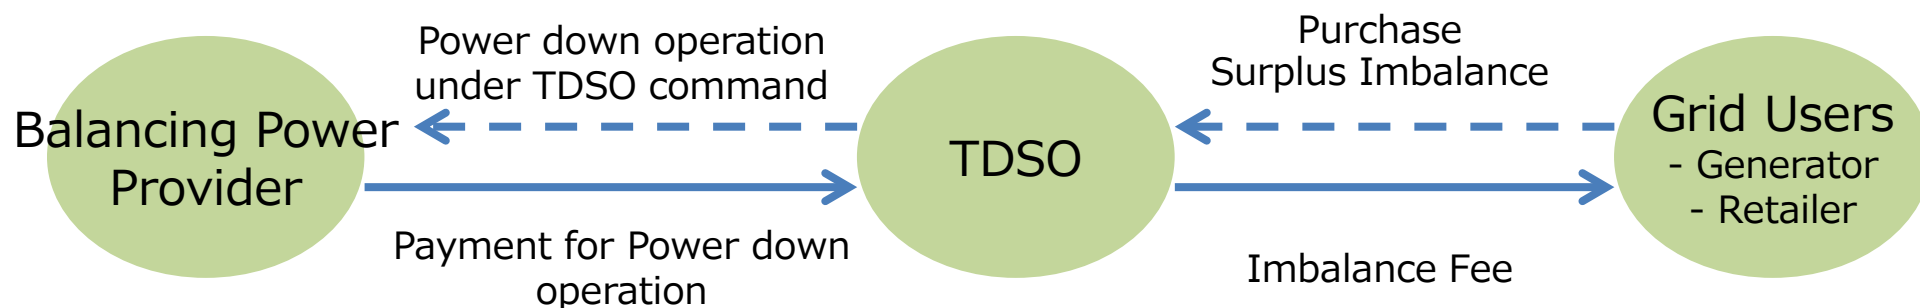 Power down operation
under TDSO command
Purchase
Surplus Imbalance
Balancing Power
Provider
TDSO
Grid Users
- Generator
- Retailer
Payment for Power down
operation
Imbalance Fee